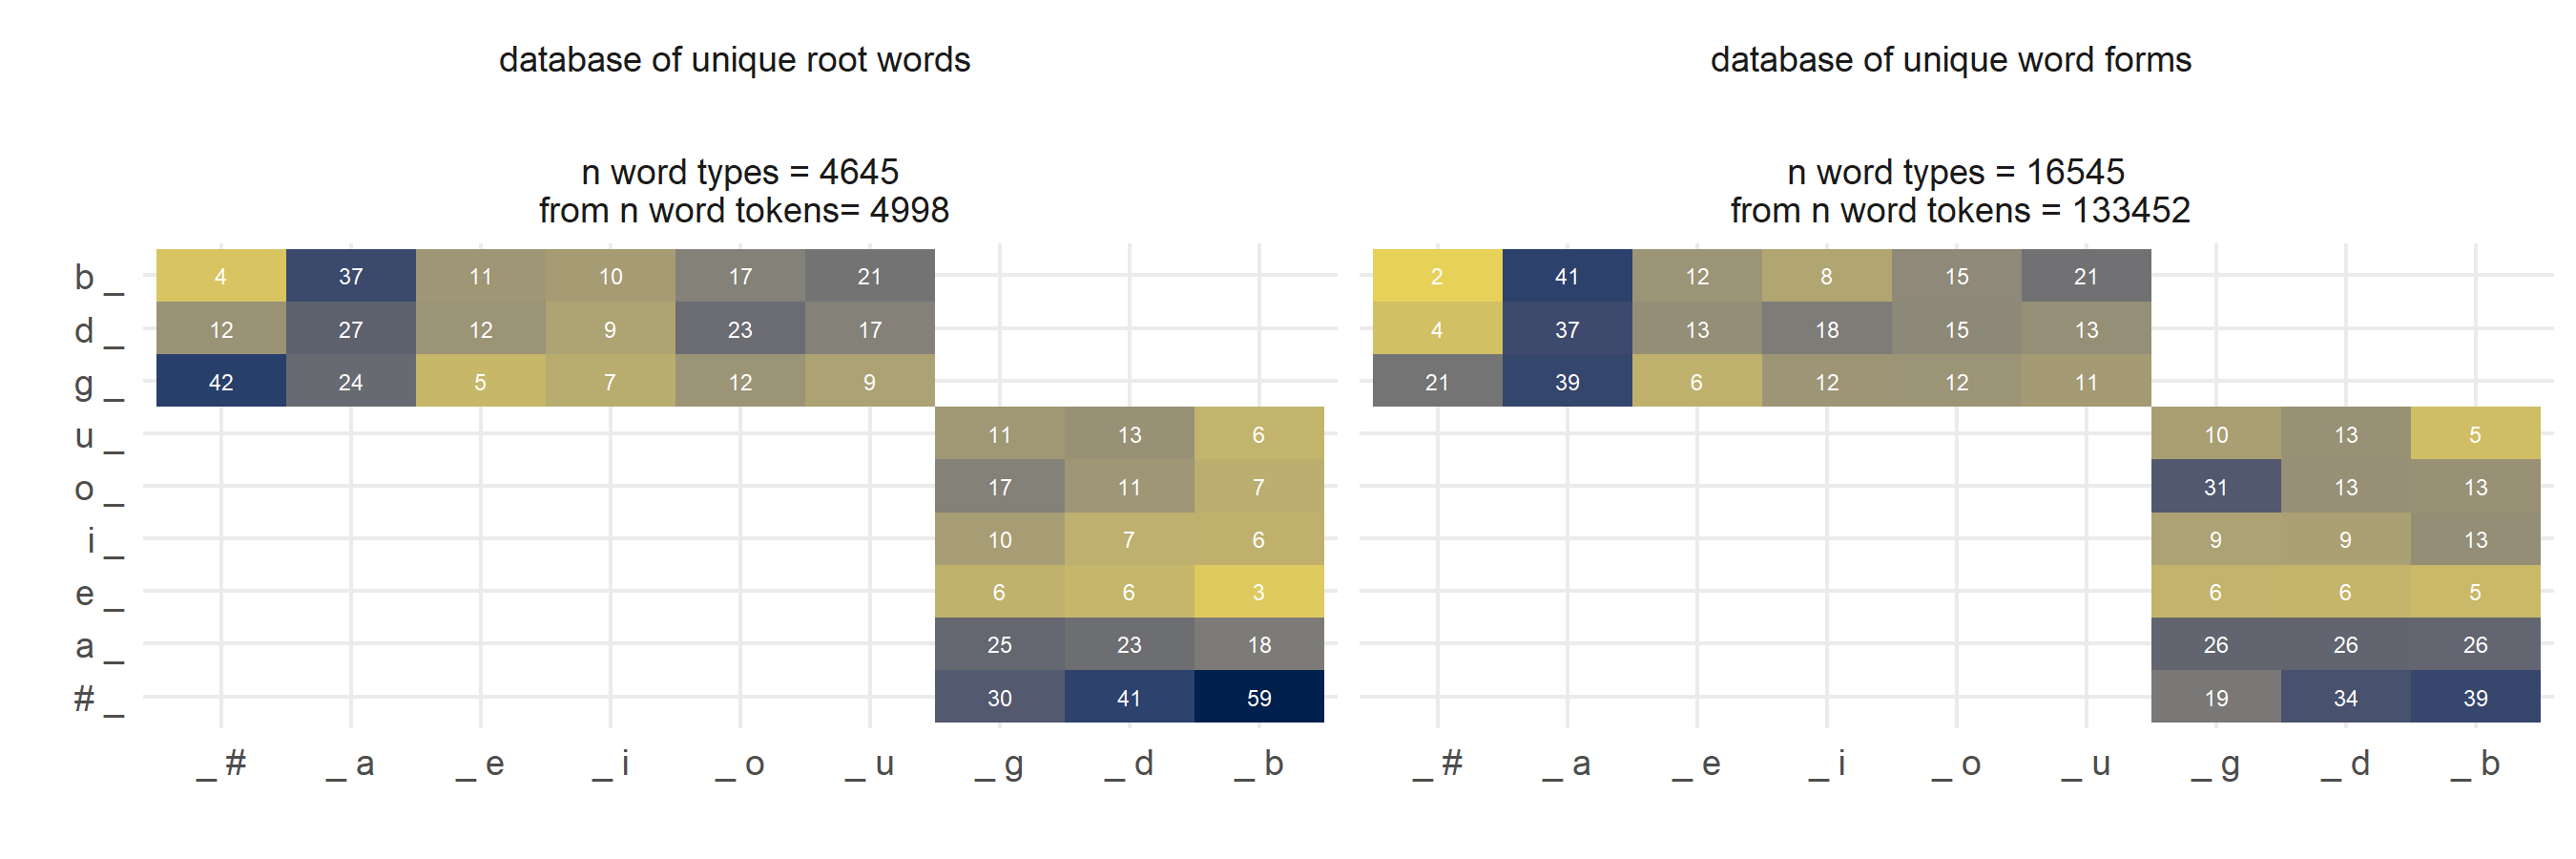 database of unique root words
database of unique word forms
n word types = 4645
from n word tokens= 4998
n word types = 16545
from n word tokens = 133452
b _ 4 37 11 10 17 21 2 41 12 8 15 21
d _ 12 27 12 9 23 17 4 37 13 18 15 13
g _ 42 24 5 7 12 9 21 39 6 12 12 11
u _ 11 13 6 10 13 5
o _ 17 11 7 31 13 13
i _ 10 7 6 9 9 13
e _ 6 6 3 6 6 5
a _ 25 23 18 26 26 26
# _ 30 41 59 19 34 39
_ # _ a _ e _ i _ o _ u _ g _ d _ b _ # _ a _ e _ i _ o _ u _ g _ d _ b